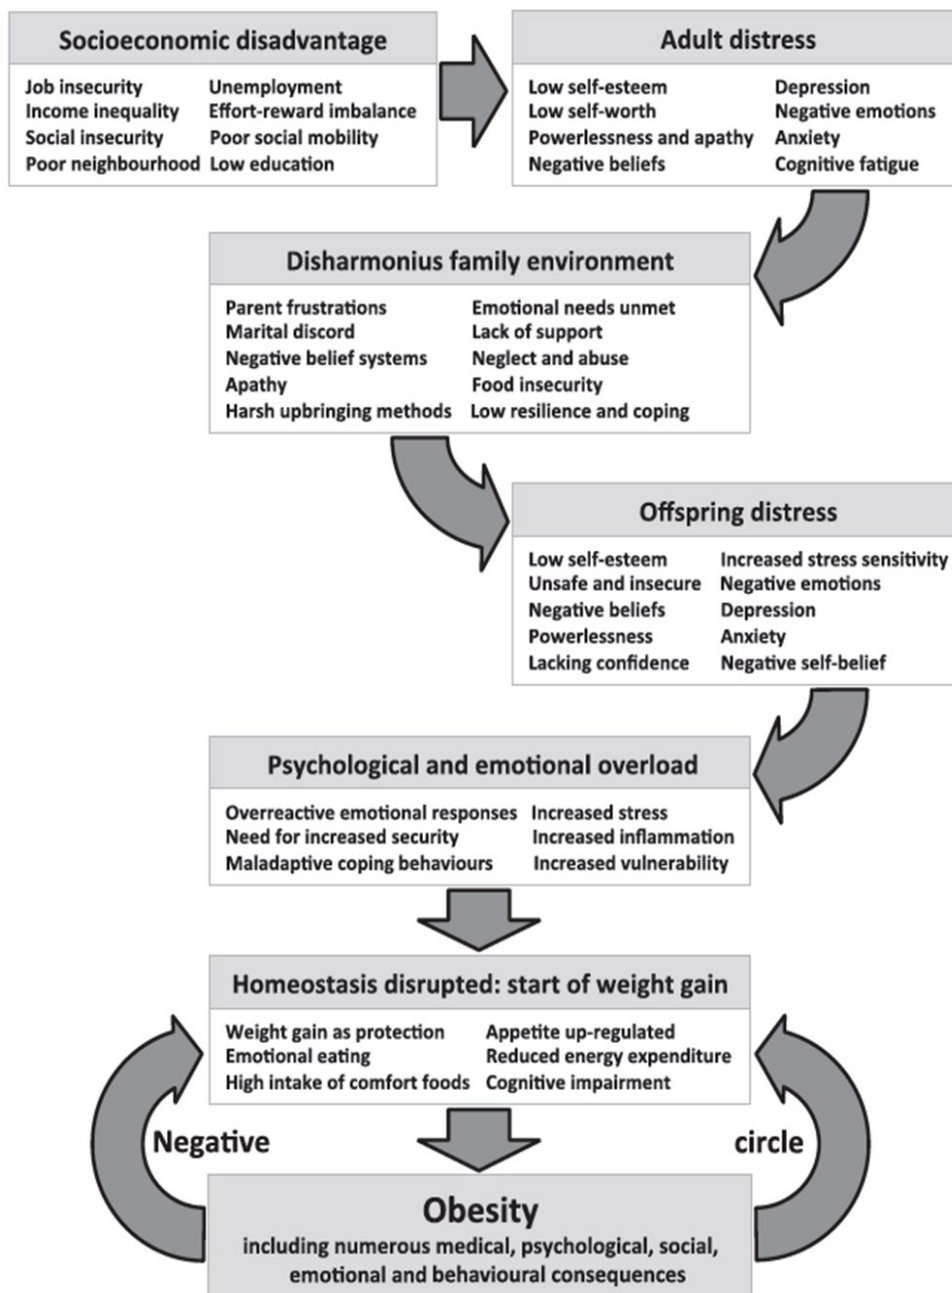 Socioeconomic disadvantage
Job insecurity Unemployment
Income inequality Effort-reward imbalance
Social insecurity Poor social mobility
Poor neighbourhood Low education
Adult distress
Low self-esteem Depression
Low self-worth Negative emotions
Powerlessness and apathy Anxiety
Negative beliefs Cognitive fatigue
Disharmonius family environment
Parent frustrations Emotional needs unmet
Marital discord Lack of support
Negative belief systems Neglect and abuse
Apathy Food insecurity
Harsh upbringing methods Low resilience and coping
Offspring distress
Low self-esteem Increased stress sensitivity
Unsafe and insecure Negative emotions
Negative beliefs Depression
Powerlessness Anxiety
Lacking confidence Negative self-belief
Psychological and emotional overload
Overreactive emotional responses Increased stress
Need for increased security Increased inflammation
Maladaptive coping behaviours Increased vulnerability
Homeostasis disrupted: start of weight gain
Weight gain as protection Appetite up-regulated
Emotional eating Reduced energy expenditure
High intake of comfort foods Cognitive impairment
Negative circle
Obesity
including numerous medical, psychological, social,
emotional and behavioural consequences